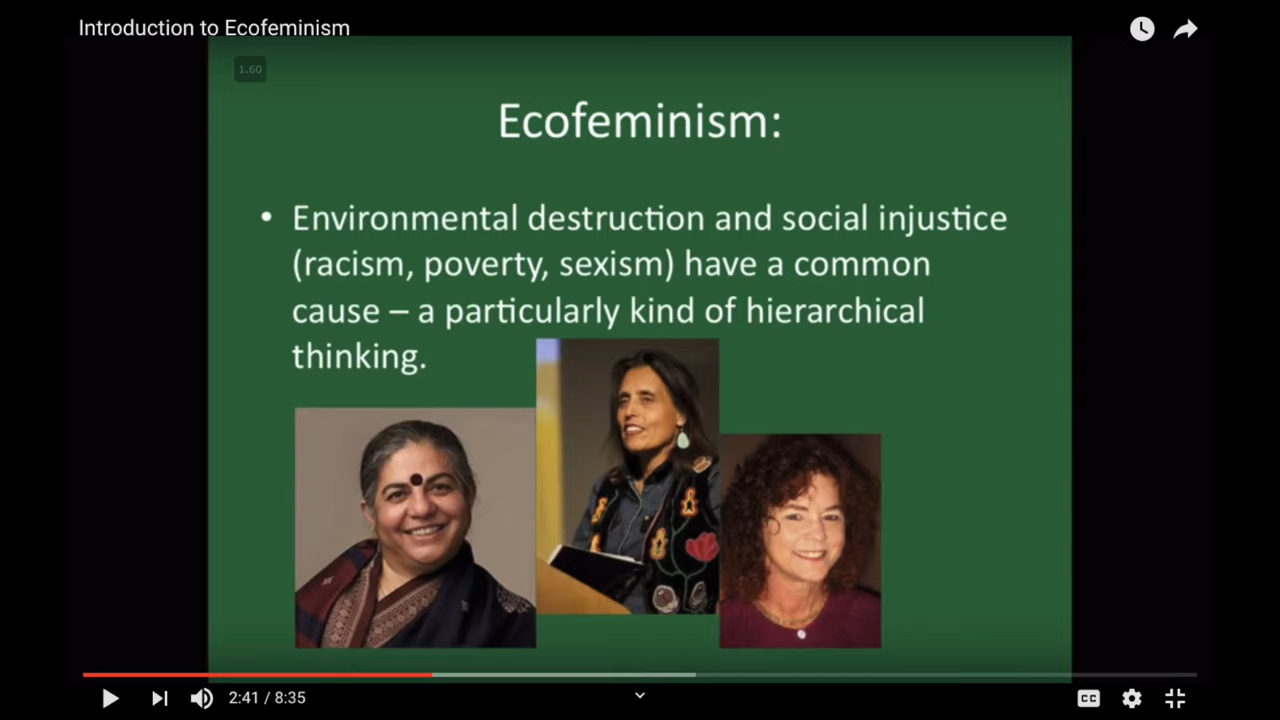 Introduction to Ecofeminism
1.60
Ecofeminism:
• Environmental destruction and social injustice
(racism, poverty, sexism) have a common
cause – a particularly kind of hierarchical
thinking.
2:41 / 8:35
CC